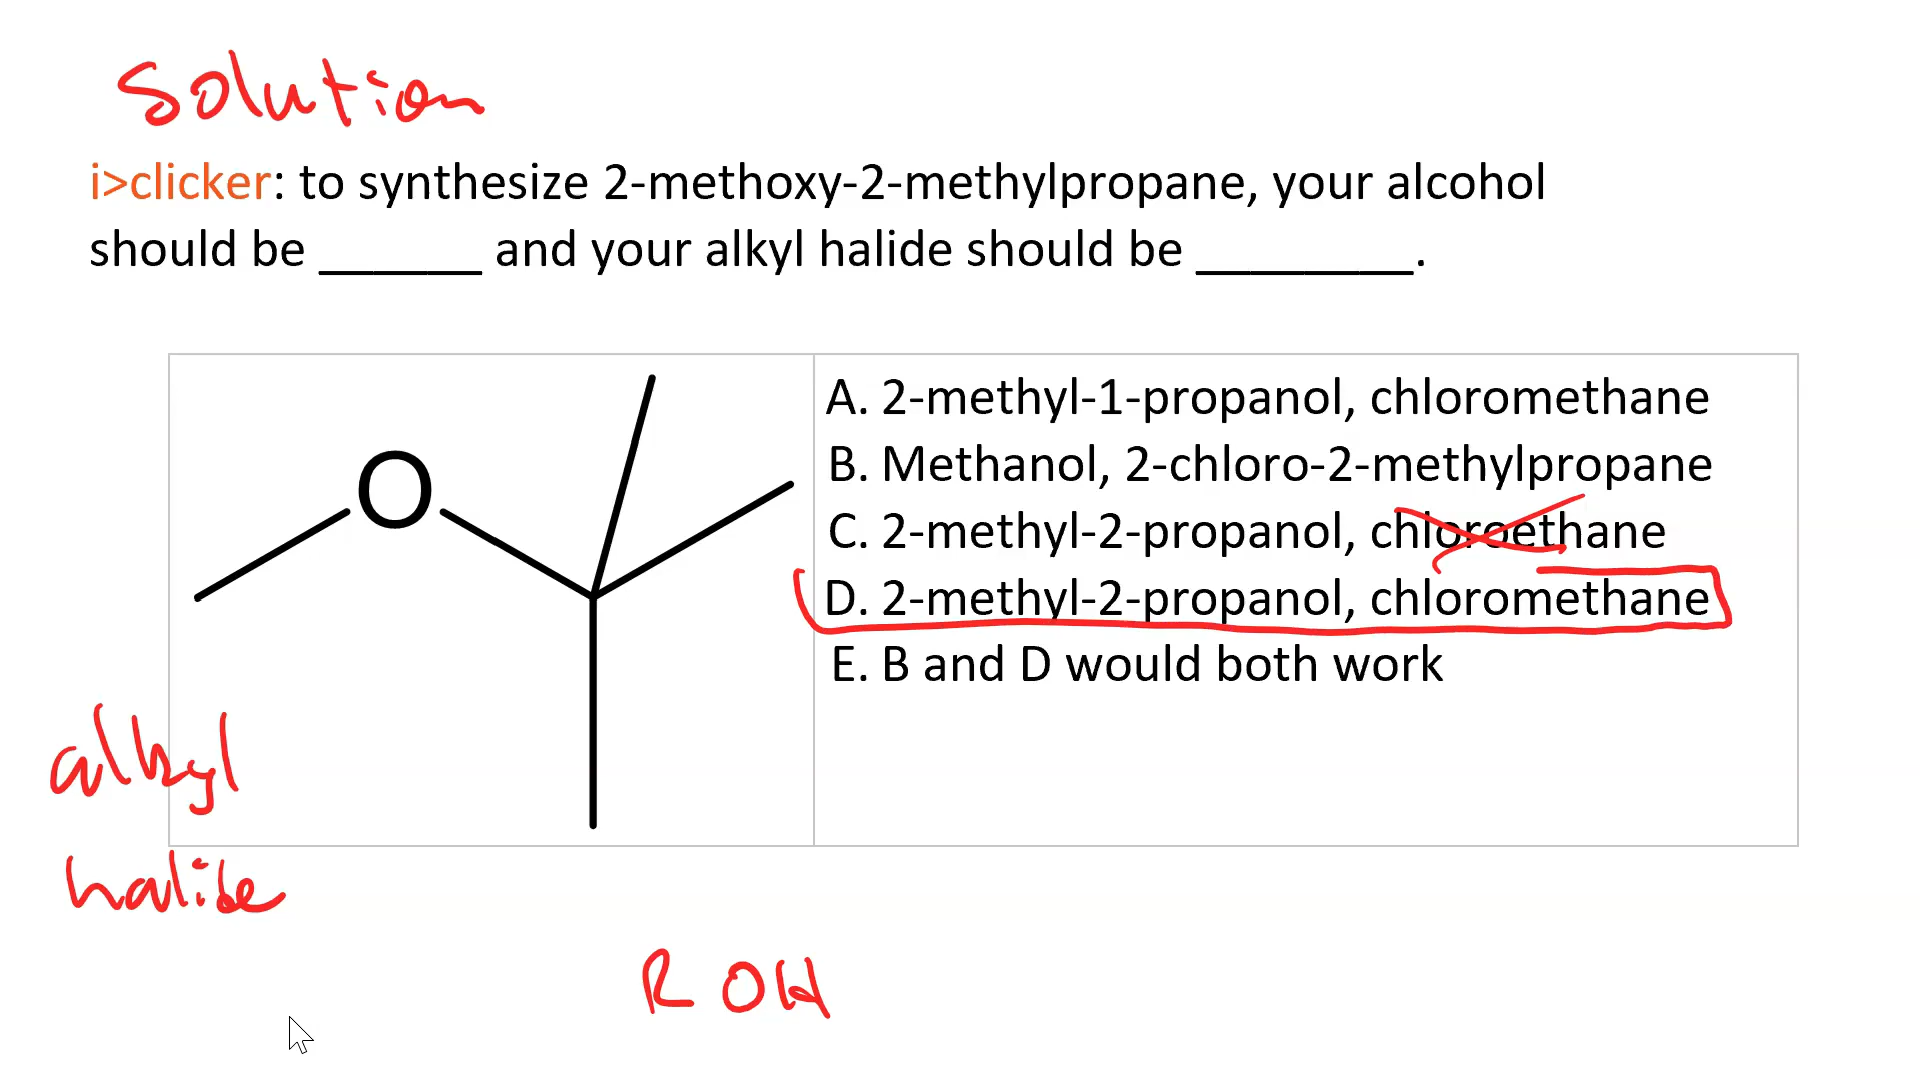 Solution
i>clicker: to synthesize 2-methoxy-2-methylpropane, your alcohol
should be ______ and your alkyl halide should be ________.
O
A. 2-methyl-1-propanol, chloromethane
B. Methanol, 2-chloro-2-methylpropane
C. 2-methyl-2-propanol, chloroethane
D. 2-methyl-2-propanol, chloromethane
E. B and D would both work
alkyl
halide
ROH